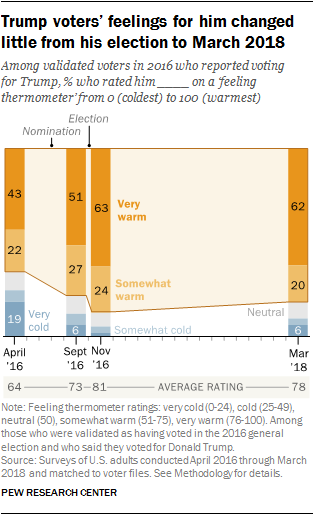 Trump voters' feelings for him changed
little from his election to March 2018
Among validated voters in 2016 who reported voting
for Trump, % who rated him ____ on a 'feeling
thermometer' from 0 (coldest) to 100 (warmest)
Election
Nomination
43
51
63
Very
warm
62
22
27
24
Somewhat
warm
20
19
Very
cold
6
Somewhat cold
Neutral
6
April
'16
Sept
'16
Nov
'16
Mar
'18
64
73
81
AVERAGE RATING
78
Note: Feeling thermometer ratings: very cold (0-24), cold (25-49),
neutral (50), somewhat warm (51-75), very warm (76-100). Among
those who were validated as having voted in the 2016 general
election and who said they voted for Donald Trump.
Source: Surveys of U.S. adults conducted April 2016 through March
2018 and matched to voter files. See Methodology for details.
PEW RESEARCH CENTER